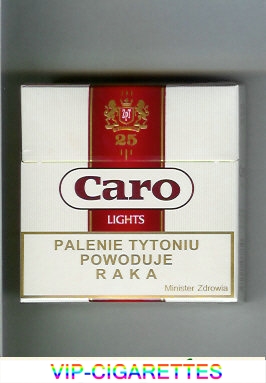 25
Caro
LIGHTS
PALENIE TYTONIU
POWODUJE
RAKA
Minister Zdrowia
VIP-CIGARETTES